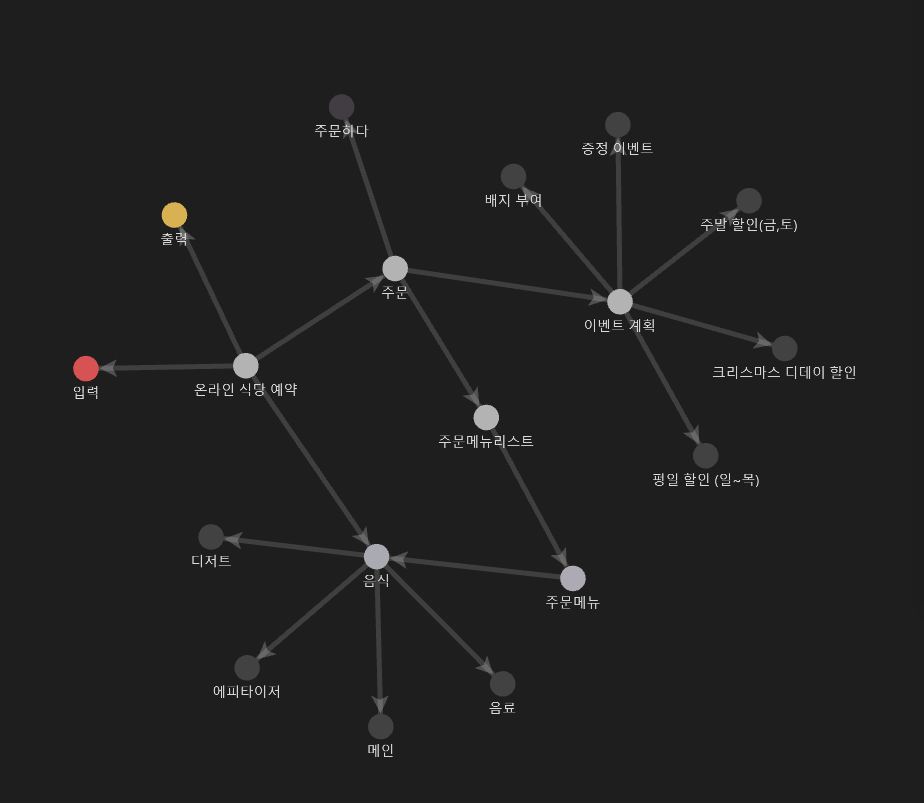 주문하다
증정 이벤트
배지 부여
주말 할인(금,토)
출력
주문
이벤트 계획
크리스마스 디데이 할인
입력
온라인 식당 예약
주문메뉴리스트
평일 할인 (일~목)
디저트
음식
주문메뉴
에피타이저
음료
메인